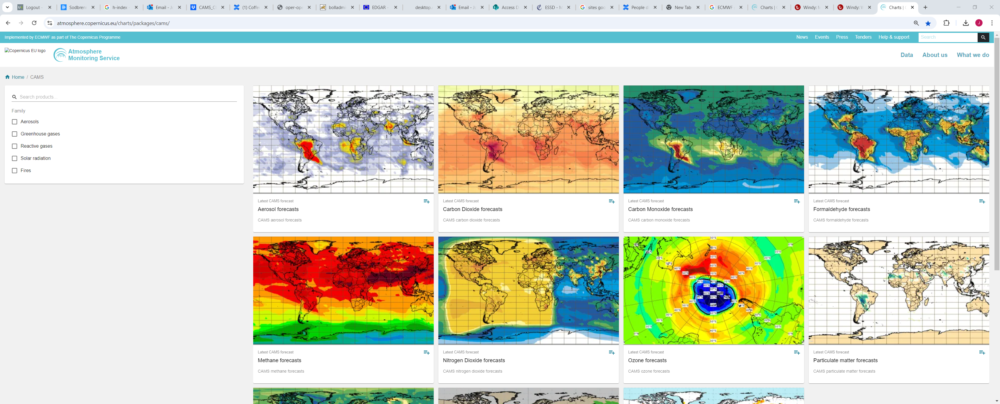 Logout -
Sodbrenn
h-index -
Email - Jo
CAMS_C
(1) Coffe
oper-ope
bolladmi
EDGAR -
desktop.
Email - Jo
Access D
ESSD - M
sites goo
People d
New Tab
ECMWF
Charts |
Windy:
Windy:
Charts |
atmosphere.copernicus.eu/charts/packages/cams/
J
Implemented by ECMWF as part of The Copernicus Programme
News
Events
Press
Tenders
Help & support
Search
Copernicus EU logo
Atmosphere
Monitoring Service
Data
About us
What we do
Home / CAMS
Search products...
Family
Aerosols
Greenhouse gases
Reactive gases
Solar radiation
Fires
Latest CAMS forecast
Aerosol forecasts
CAMS aerosol forecasts
Latest CAMS forecast
Carbon Dioxide forecasts
CAMS carbon dioxide forecasts
Latest CAMS forecast
Carbon Monoxide forecasts
CAMS carbon monoxide forecasts
Latest CAMS forecast
Formaldehyde forecasts
CAMS formaldehyde forecasts
Latest CAMS forecast
Methane forecasts
CAMS methane forecasts
Latest CAMS forecast
Nitrogen Dioxide forecasts
CAMS nitrogen dioxide forecasts
Latest CAMS forecast
Ozone forecasts
CAMS ozone forecasts
Latest CAMS forecast
Particulate matter forecasts
CAMS particulate matter forecasts